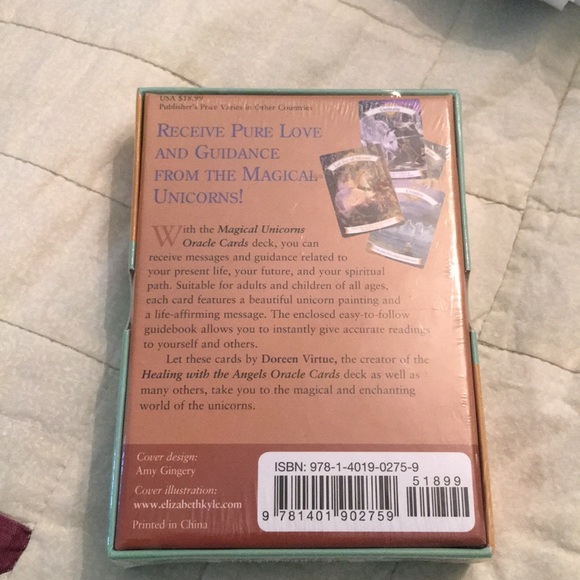 USA $18.99
Publisher's Price Varies in Other Countries
RECEIVE PURE LOVE
AND GUIDANCE
FROM THE MAGICAL
UNICORNS!
With the Magical Unicorns
Oracle Cards deck, you can
receive messages and guidance related to
your present life, your future, and your spiritual
path. Suitable for adults and children of all ages,
each card features a beautiful unicorn painting and
a life-affirming message. The enclosed easy-to-follow
guidebook allows you to instantly give accurate readings
to yourself and others.
Let these cards by Doreen Virtue, the creator of the
Healing with the Angels Oracle Cards deck as well as
many others, take you to the magical and enchanting
world of the unicorns.
Cover design:
Amy Gingery
Cover illustration:
www.elizabethkyle.com
Printed in China
ISBN: 978-1-4019-0275-9
51899
9 781401 902759